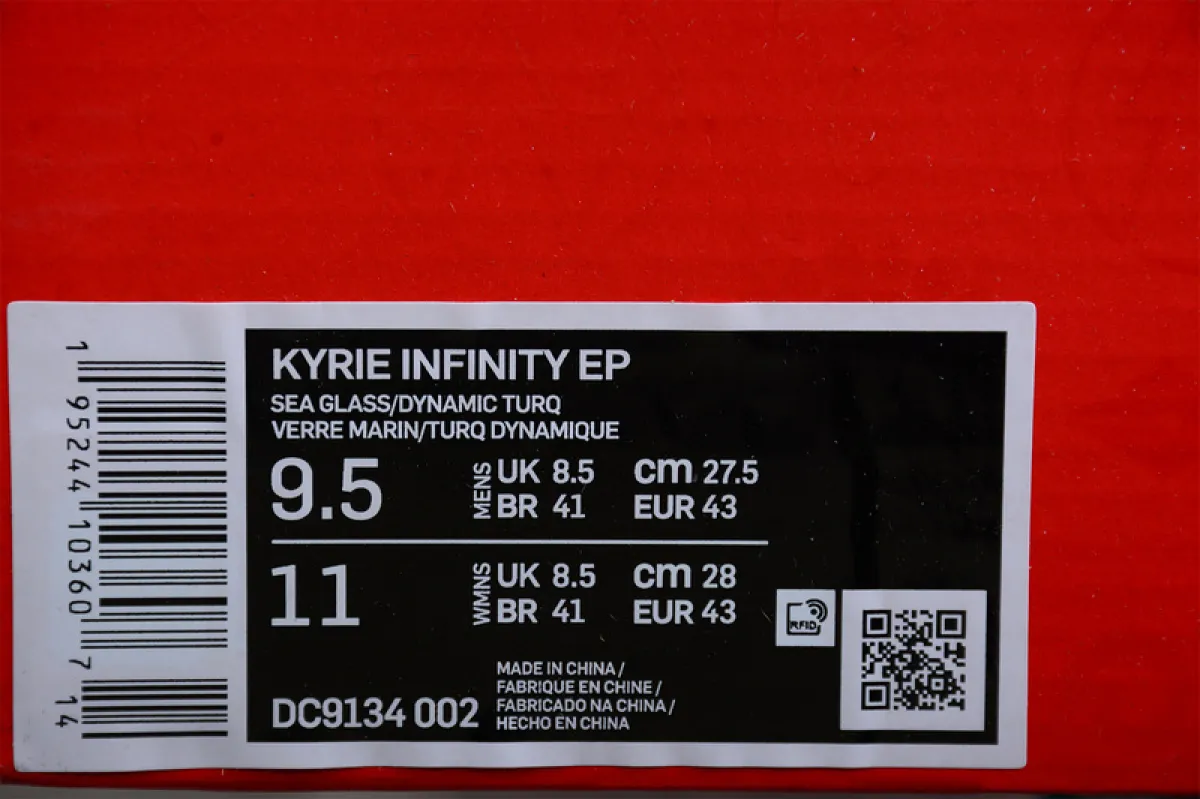 1 95244 10360 7 14
KYRIE INFINITY EP
SEA GLASS/DYNAMIC TURQ
VERRE MARIN/TURQ DYNAMIQUE
9.5 MENS UK 8.5 cm 27.5
BR 41 EUR 43
11 WMNS UK 8.5 cm 28
BR 41 EUR 43
RFID
MADE IN CHINA /
FABRIQUE EN CHINE /
FABRICADO NA CHINA /
HECHO EN CHINA
DC9134 002